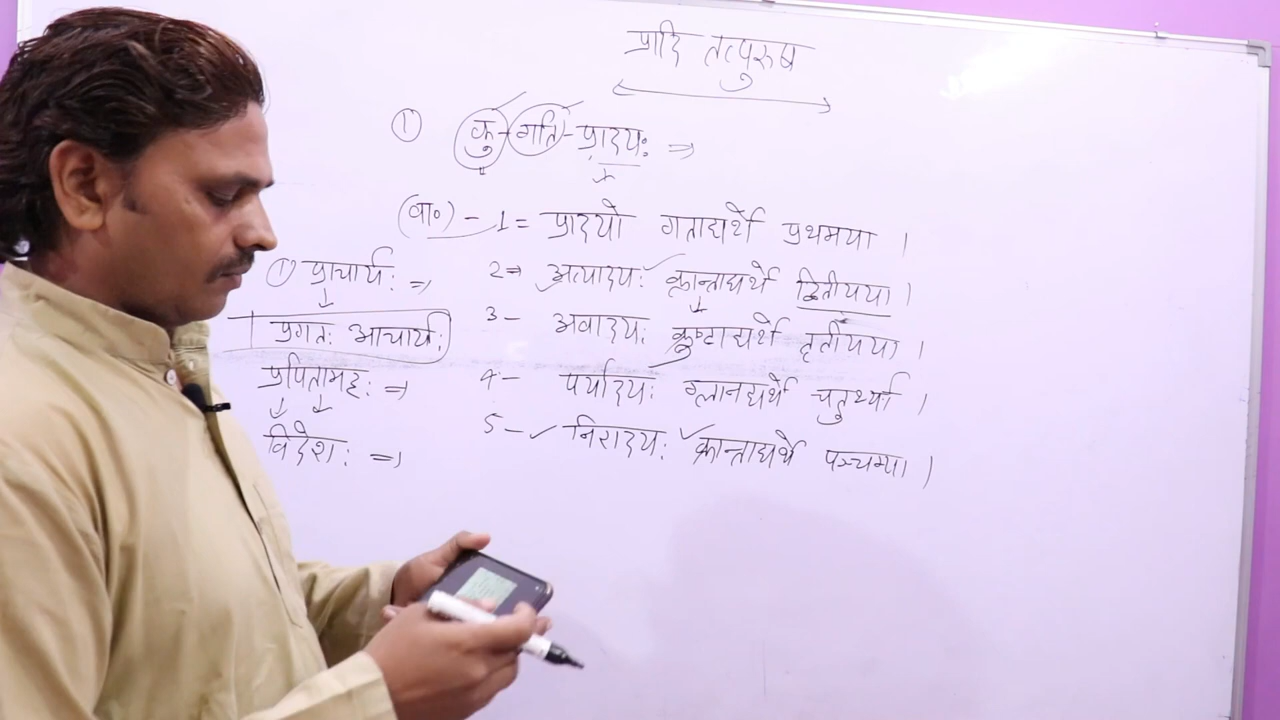 प्रादि तत्पुरुष
① कु-गति-प्रादयः ⇒
(वा०) - 1= प्रादयो गताद्यर्थे प्रथमया ।
2⇒ अत्यादयः क्रान्ताद्यर्थे द्वितीयया ।
3- अवादयः क्रुष्टाद्यर्थे तृतीयया ।
4- पर्यादयः ग्लानद्यर्थे चतुर्थ्या ।
5- निरादयः क्रान्ताद्यर्थे पञ्चम्या ।
① प्राचार्यः ⇒
प्रगतः आचार्यः
प्रपितामहः ⇒
विदेशः ⇒